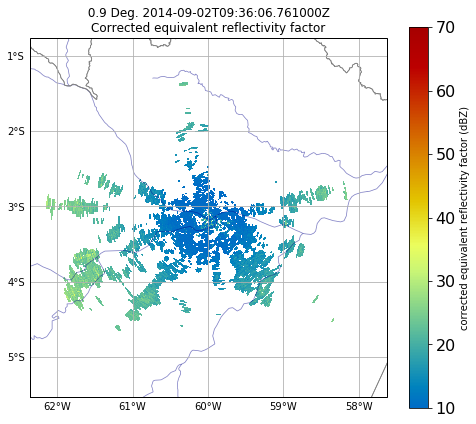 0.9 Deg. 2014-09-02T09:36:06.761000Z
Corrected equivalent reflectivity factor
1°S
2°S
3°S
4°S
5°S
62°W
61°W
60°W
59°W
58°W
70
60
50
40
30
20
10
corrected equivalent reflectivity factor (dBZ)